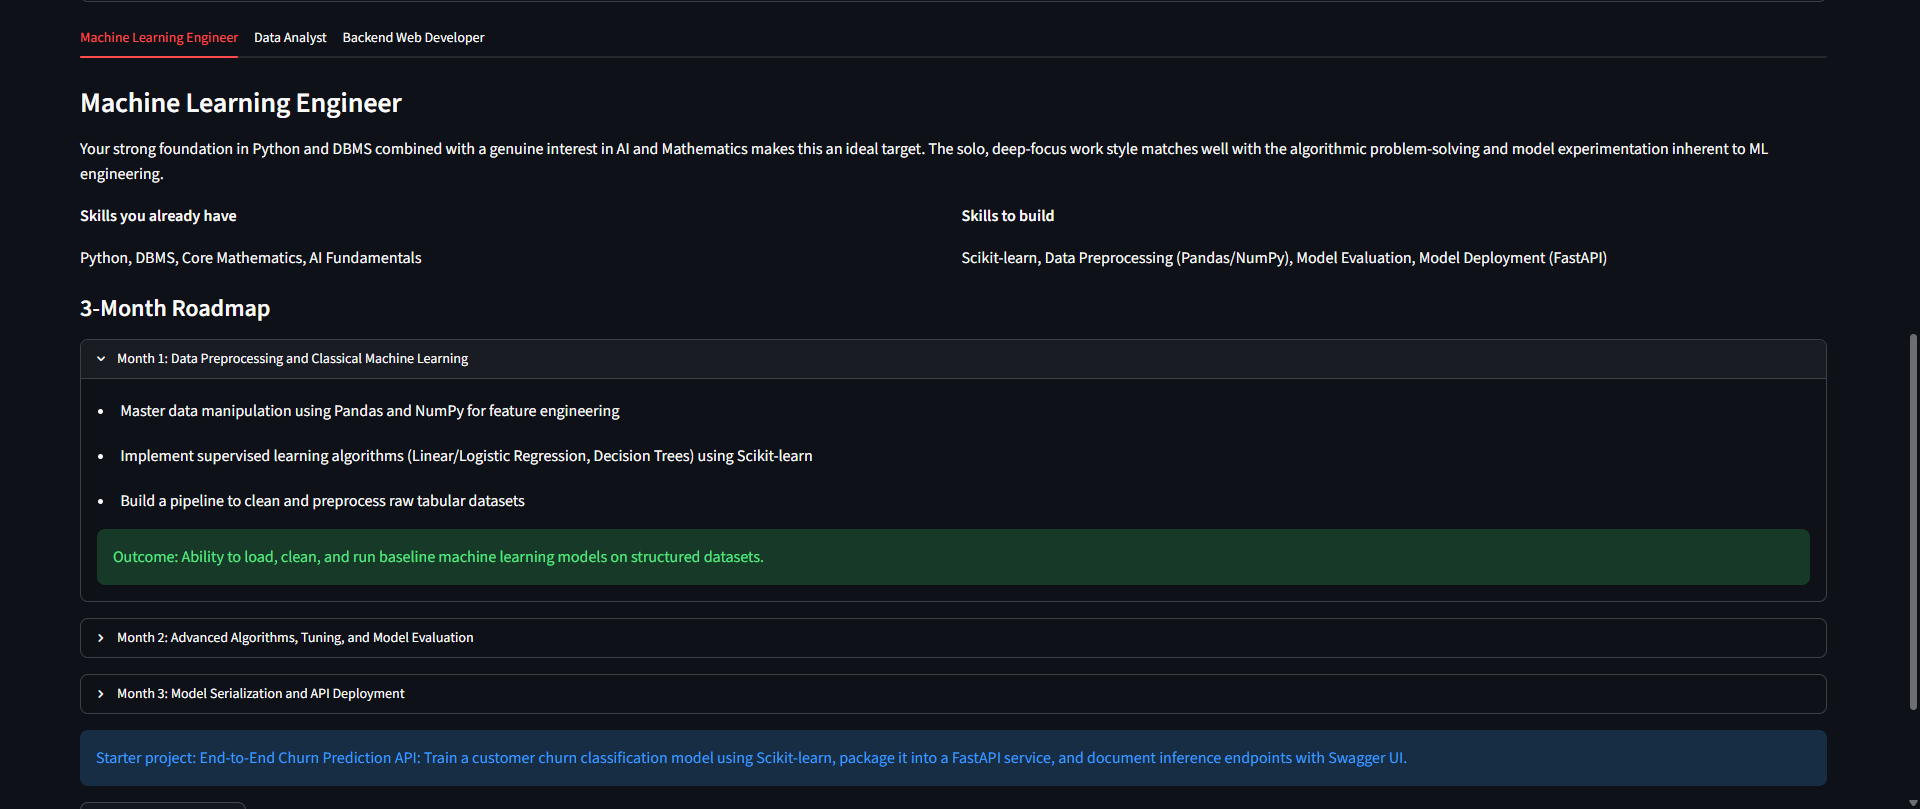 Machine Learning Engineer
Data Analyst
Backend Web Developer
Machine Learning Engineer
Your strong foundation in Python and DBMS combined with a genuine interest in AI and Mathematics makes this an ideal target. The solo, deep-focus work style matches well with the algorithmic problem-solving and model experimentation inherent to ML
engineering.
Skills you already have
Python, DBMS, Core Mathematics, AI Fundamentals
Skills to build
Scikit-learn, Data Preprocessing (Pandas/NumPy), Model Evaluation, Model Deployment (FastAPI)
3-Month Roadmap
Month 1: Data Preprocessing and Classical Machine Learning
• Master data manipulation using Pandas and NumPy for feature engineering
• Implement supervised learning algorithms (Linear/Logistic Regression, Decision Trees) using Scikit-learn
• Build a pipeline to clean and preprocess raw tabular datasets
Outcome: Ability to load, clean, and run baseline machine learning models on structured datasets.
Month 2: Advanced Algorithms, Tuning, and Model Evaluation
Month 3: Model Serialization and API Deployment
Starter project: End-to-End Churn Prediction API: Train a customer churn classification model using Scikit-learn, package it into a FastAPI service, and document inference endpoints with Swagger UI.